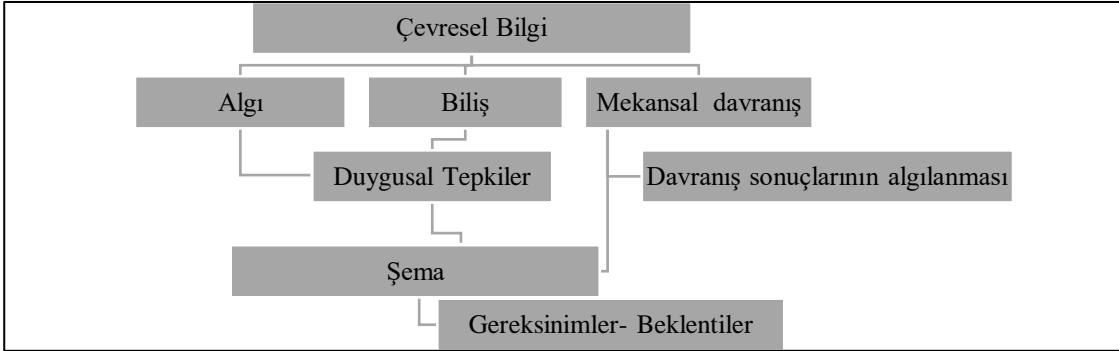 Çevresel Bilgi
Algı
Biliş
Mekansal davranış
Duygusal Tepkiler
Davranış sonuçlarının algılanması
Şema
Gereksinimler- Beklentiler